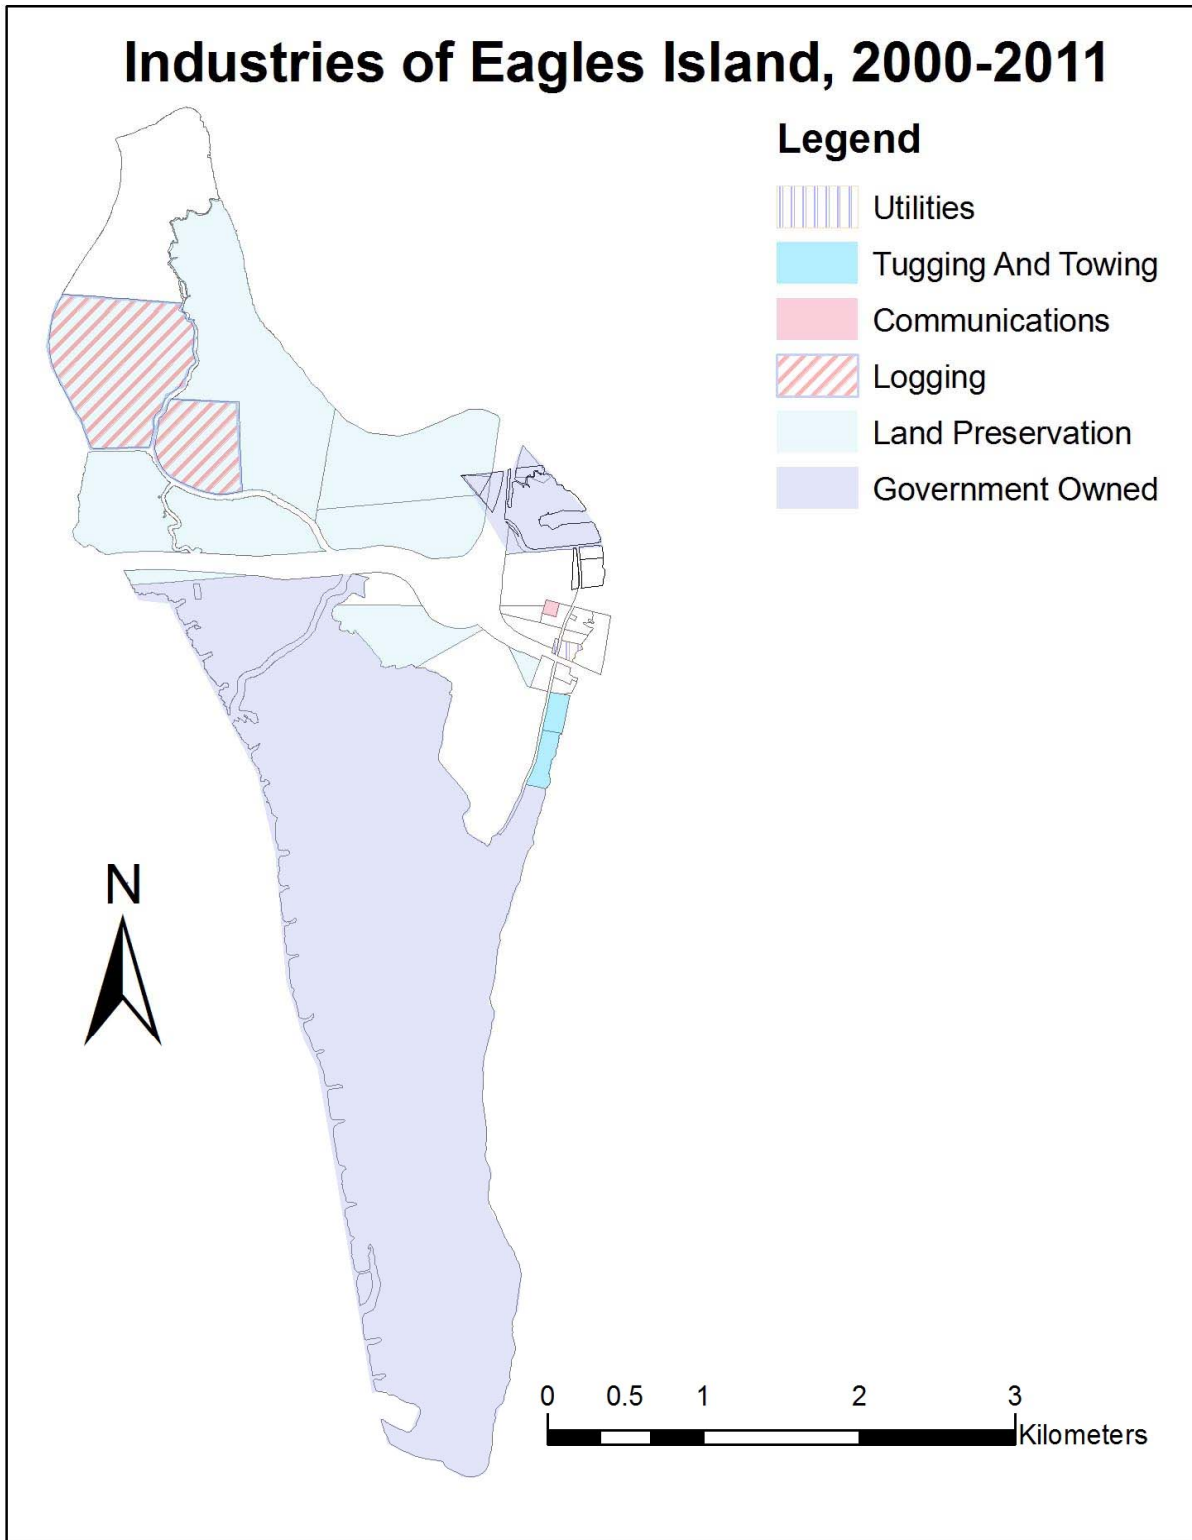 Industries of Eagles Island, 2000-2011
Legend
Utilities
Tugging And Towing
Communications
Logging
Land Preservation
Government Owned
N
0 0.5 1 2 3
Kilometers